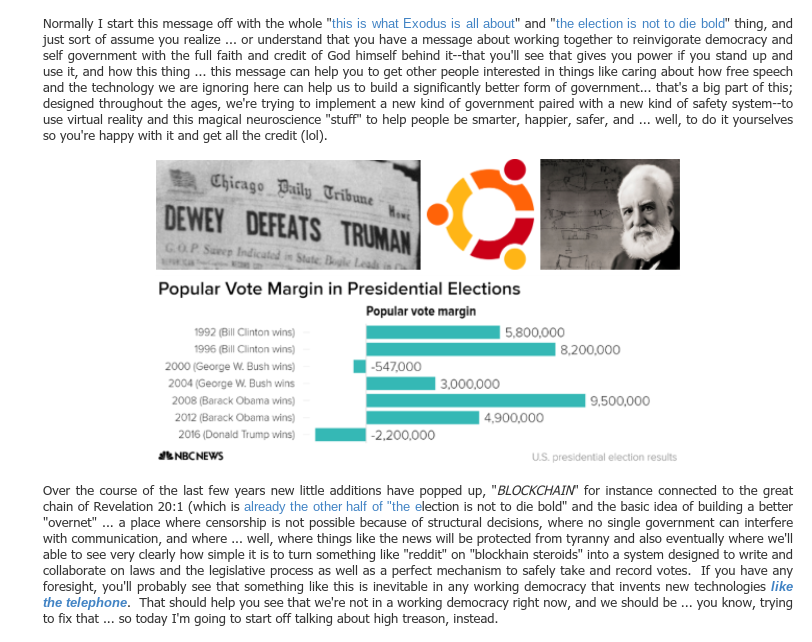 Normally I start this message off with the whole "this is what Exodus is all about" and "the election is not to die bold" thing, and
just sort of assume you realize ... or understand that you have a message about working together to reinvigorate democracy and
self government with the full faith and credit of God himself behind it--that you'll see that gives you power if you stand up and
use it, and how this thing ... this message can help you to get other people interested in things like caring about how free speech
and the technology we are ignoring here can help us to build a significantly better form of government... that's a big part of this;
designed throughout the ages, we're trying to implement a new kind of government paired with a new kind of safety system--to
use virtual reality and this magical neuroscience "stuff" to help people be smarter, happier, safer, and ... well, to do it yourselves
so you're happy with it and get all the credit (lol).
Chicago Daily Tribune
HOME
DEWEY DEFEATS TRUMAN
G.O.P. Sweep Indicated in State; Boyle Leads in
Popular Vote Margin in Presidential Elections
Popular vote margin
1992 (Bill Clinton wins) 5,800,000
1996 (Bill Clinton wins) 8,200,000
2000 (George W. Bush wins) -547,000
2004 (George W. Bush wins 3,000,000
2008 (Barack Obama wins) 9,500,000
2012 (Barack Obama wins) 4,900,000
2016 (Donald Trump wins) -2,200,000
NBCNEWS U.S. presidential election results
Over the course of the last few years new little additions have popped up, "BLOCKCHAIN" for instance connected to the great
chain of Revelation 20:1 (which is already the other half of "the election is not to die bold" and the basic idea of building a better
"overnet" ... a place where censorship is not possible because of structural decisions, where no single government can interfere
with communication, and where ... well, where things like the news will be protected from tyranny and also eventually where we'll
able to see very clearly how simple it is to turn something like "reddit" on "blockhain steroids" into a system designed to write and
collaborate on laws and the legislative process as well as a perfect mechanism to safely take and record votes. If you have any
foresight, you'll probably see that something like this is inevitable in any working democracy that invents new technologies like
the telephone. That should help you see that we're not in a working democracy right now, and we should be ... you know, trying
to fix that ... so today I'm going to start off talking about high treason, instead.